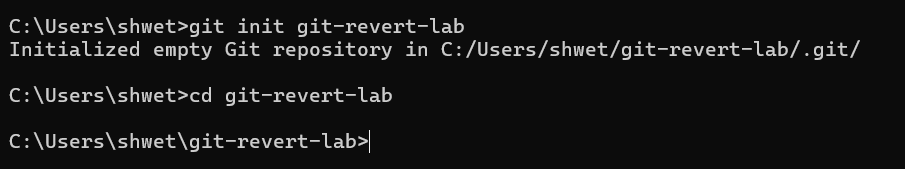 C:\Users\shwet>git init git-revert-lab
Initialized empty Git repository in C:/Users/shwet/git-revert-lab/.git/
C:\Users\shwet>cd git-revert-lab
C:\Users\shwet\git-revert-lab>